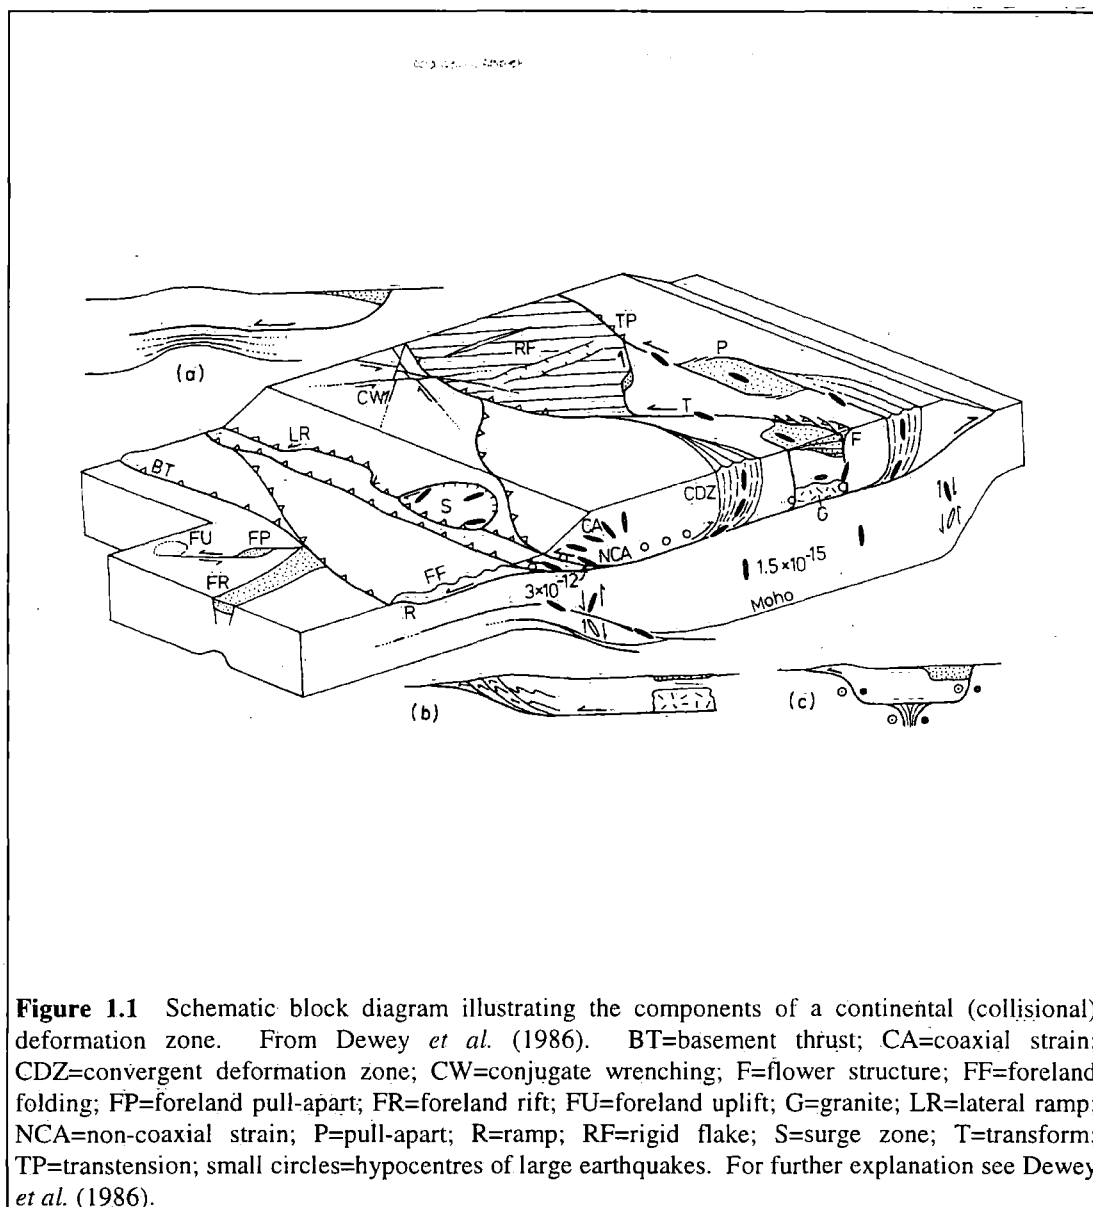 TP
P
RF
(a)
CW
T
LR
F
BT
S
CDZ
G
CA
FU
FP
NCA
FR
FF
3×10⁻¹²
1.5×10⁻¹⁵
R
Moho
(b)
(c)
Figure 1.1 Schematic block diagram illustrating the components of a continental (collisional)
deformation zone. From Dewey et al. (1986). BT=basement thrust; CA=coaxial strain;
CDZ=convergent deformation zone; CW=conjugate wrenching; F=flower structure; FF=foreland
folding; FP=foreland pull-apart; FR=foreland rift; FU=foreland uplift; G=granite; LR=lateral ramp;
NCA=non-coaxial strain; P=pull-apart; R=ramp; RF=rigid flake; S=surge zone; T=transform;
TP=transtension; small circles=hypocentres of large earthquakes. For further explanation see Dewey
et al. (1986).